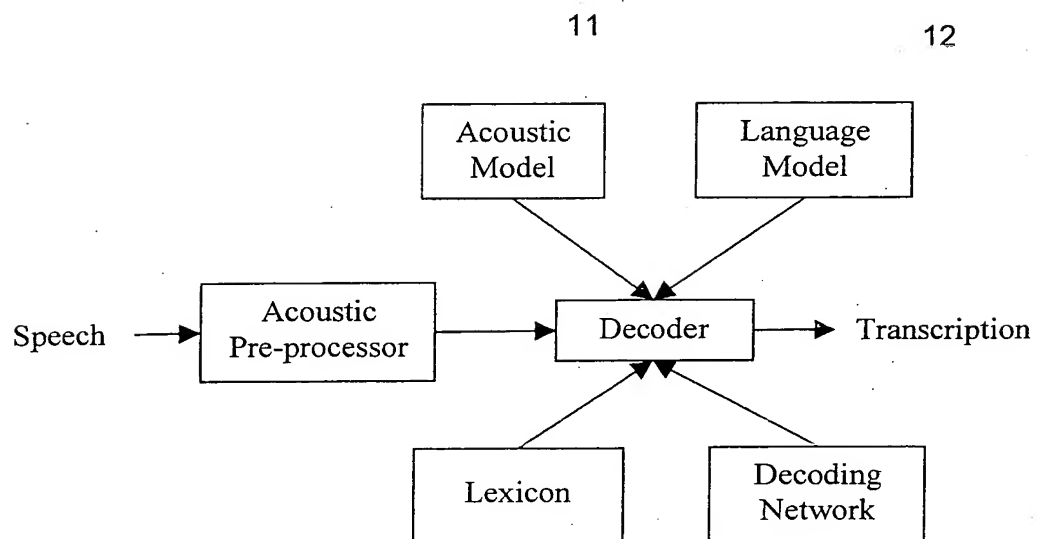 11
12
Acoustic
Model
Language
Model
Speech
Acoustic
Pre-processor
Decoder
Transcription
Lexicon
Decoding
Network